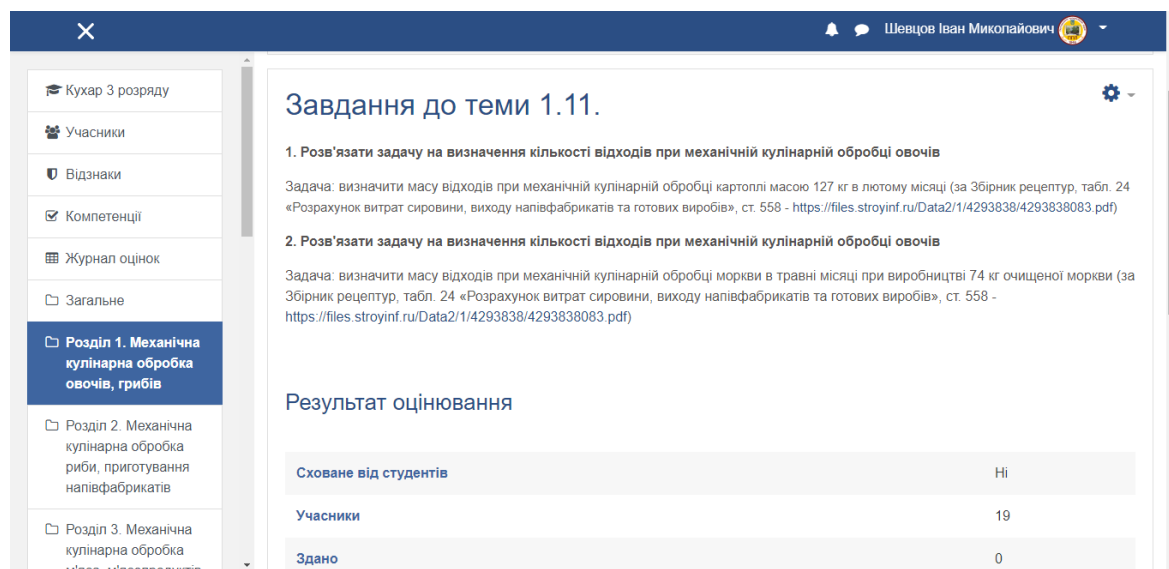 Шевцов Іван Миколайович
Кухар 3 розряду
Учасники
Відзнаки
Компетенції
Журнал оцінок
Загальне
Розділ 1. Механічна
кулінарна обробка
овочів, грибів
Розділ 2. Механічна
кулінарна обробка
риби, приготування
напівфабрикатів
Розділ 3. Механічна
кулінарна обробка
Завдання до теми 1.11.
1. Розв'язати задачу на визначення кількості відходів при механічній кулінарній обробці овочів
Задача: визначити масу відходів при механічній кулінарній обробці картоплі масою 127 кг в лютому місяці (за Збірник рецептур, табл. 24
«Розрахунок витрат сировини, виходу напівфабрикатів та готових виробів», ст. 558 - https://files.stroyinf.ru/Data2/1/4293838/4293838083.pdf)
2. Розв'язати задачу на визначення кількості відходів при механічній кулінарній обробці овочів
Задача: визначити масу відходів при механічній кулінарній обробці моркви в травні місяці при виробництві 74 кг очищеної моркви (за
Збірник рецептур, табл. 24 «Розрахунок витрат сировини, виходу напівфабрикатів та готових виробів», ст. 558 -
https://files.stroyinf.ru/Data2/1/4293838/4293838083.pdf)
Результат оцінювання
Сховане від студентів Ні
Учасники 19
Здано 0